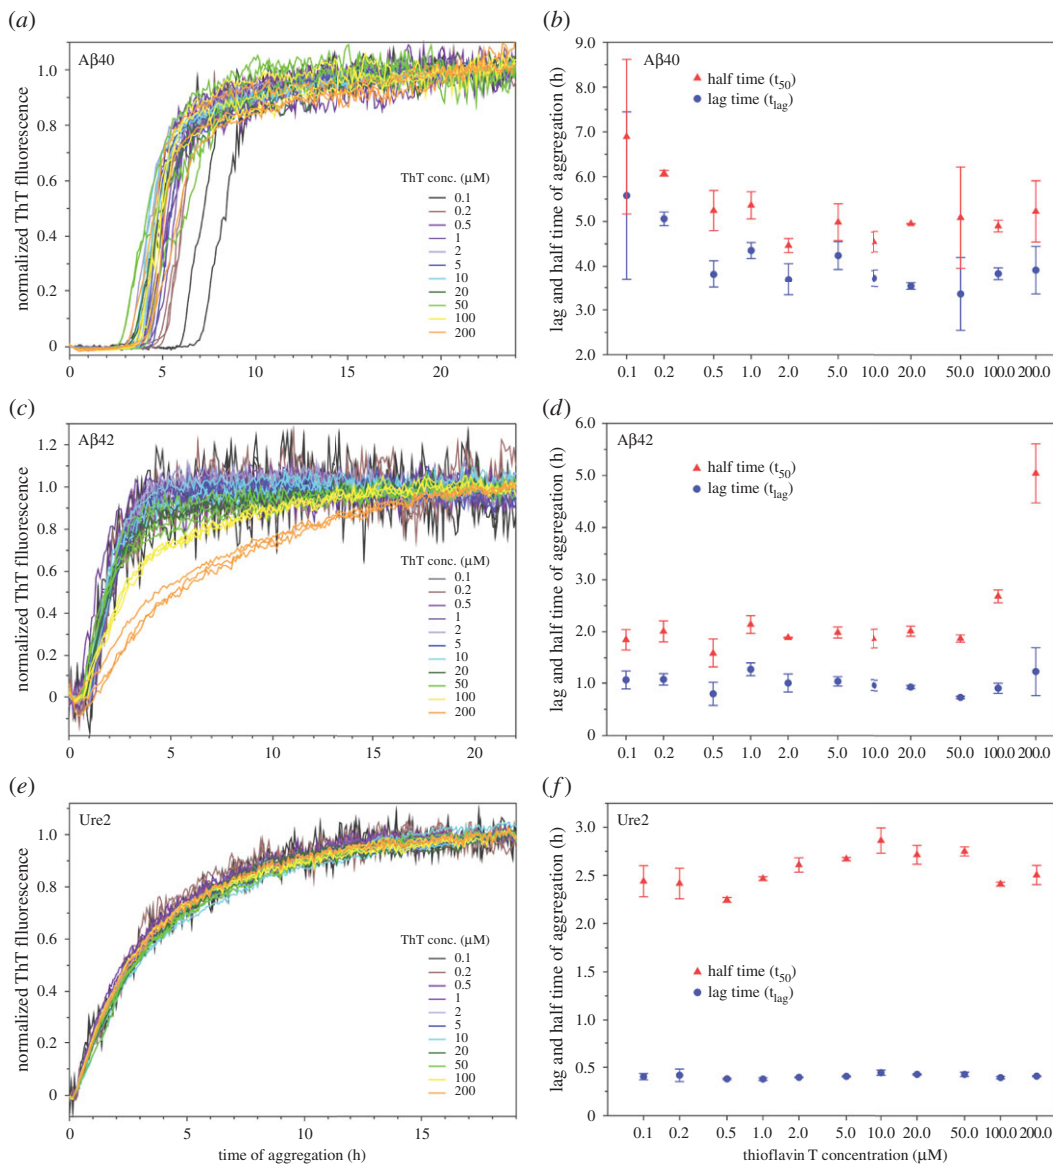 (a)
Aβ40
normalized ThT flluorescence
1.0
0.8
0.6
0.4
0.2
0
0 5 10 15 20
ThT conc. (µM)
0.1
0.2
0.5
1
2
5
10
20
50
100
200
(b)
Aβ40
lag and half time of aggregation (h)
9.0
8.0
7.0
6.0
5.0
4.0
3.0
2.0
half time (t50)
lag time (tlag)
0.1 0.2 0.5 1.0 2.0 5.0 10.0 20.0 50.0 100.0 200.0
(c)
Aβ42
normalized ThT flluorescence
1.2
1.0
0.8
0.6
0.4
0.2
0
0 5 10 15 20
ThT conc. (µM)
0.1
0.2
0.5
1
2
5
10
20
50
100
200
(d)
Aβ42
lag and half time of aggregation (h)
6.0
5.0
4.0
3.0
2.0
1.0
0
half time (t50)
lag time (tlag)
0.1 0.2 0.5 1.0 2.0 5.0 10.0 20.0 50.0 100.0 200.0
(e)
Ure2
normalized ThT flluorescence
1.0
0.8
0.6
0.4
0.2
0
0 5 10 15
time of aggregation (h)
ThT conc. (µM)
0.1
0.2
0.5
1
2
5
10
20
50
100
200
(f)
Ure2
lag and half time of aggregation (h)
3.0
2.5
2.0
1.5
1.0
0.5
0
half time (t50)
lag time (tlag)
0.1 0.2 0.5 1.0 2.0 5.0 10.0 20.0 50.0 100.0 200.0
thioflavin T concentration (µM)